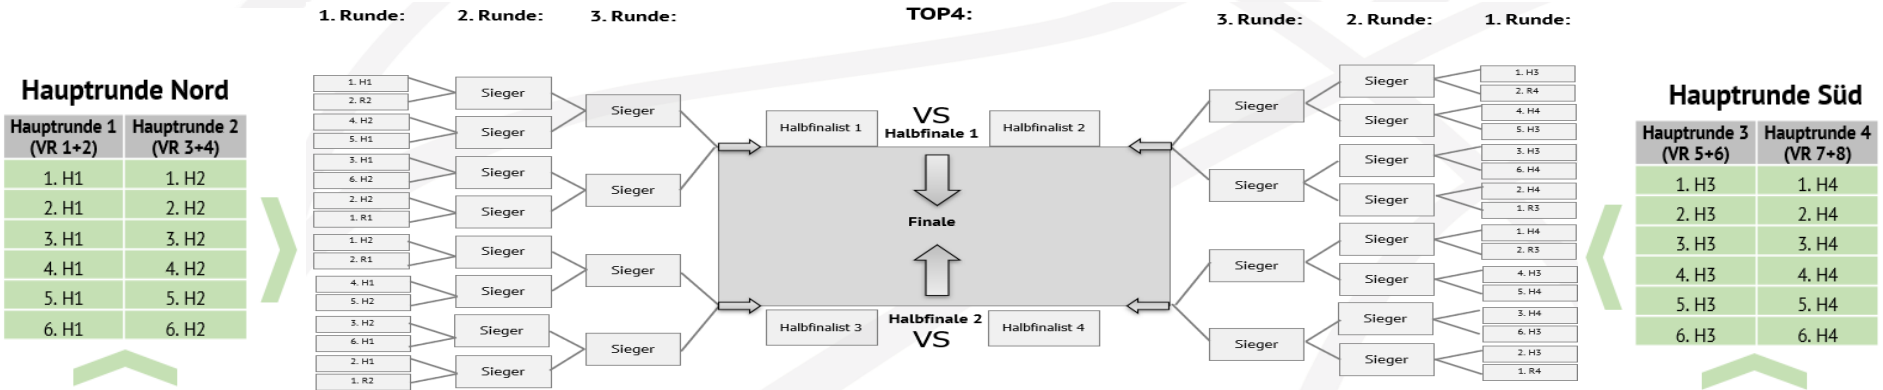 1. Runde:
2. Runde:
3. Runde:
TOP4:
3. Runde:
2. Runde:
1. Runde:
Hauptrunde Nord
Hauptrunde 1
(VR 1+2)
Hauptrunde 2
(VR 3+4)
1. H1
1. H2
2. H1
2. H2
3. H1
3. H2
4. H1
4. H2
5. H1
5. H2
6. H1
6. H2
1. H1
2. R2
4. H2
5. H1
3. H1
6. H2
2. H2
1. R1
1. H2
2. R1
4. H1
5. H2
3. H2
6. H1
2. H1
1. R2
Sieger
Sieger
Sieger
Sieger
Sieger
Sieger
Sieger
Sieger
Sieger
Sieger
Sieger
Sieger
Halbfinalist 1
VS
Halbfinale 1
Halbfinalist 2
Finale
Halbfinalist 3
Halbfinale 2
VS
Halbfinalist 4
Sieger
Sieger
Sieger
Sieger
Sieger
Sieger
Sieger
Sieger
Sieger
Sieger
Sieger
Sieger
1. H3
2. R4
4. H4
5. H3
3. H3
6. H4
2. H4
1. R3
1. H4
2. R3
4. H3
5. H4
3. H4
6. H3
2. H3
1. R4
Hauptrunde Süd
Hauptrunde 3
(VR 5+6)
Hauptrunde 4
(VR 7+8)
1. H3
1. H4
2. H3
2. H4
3. H3
3. H4
4. H3
4. H4
5. H3
5. H4
6. H3
6. H4